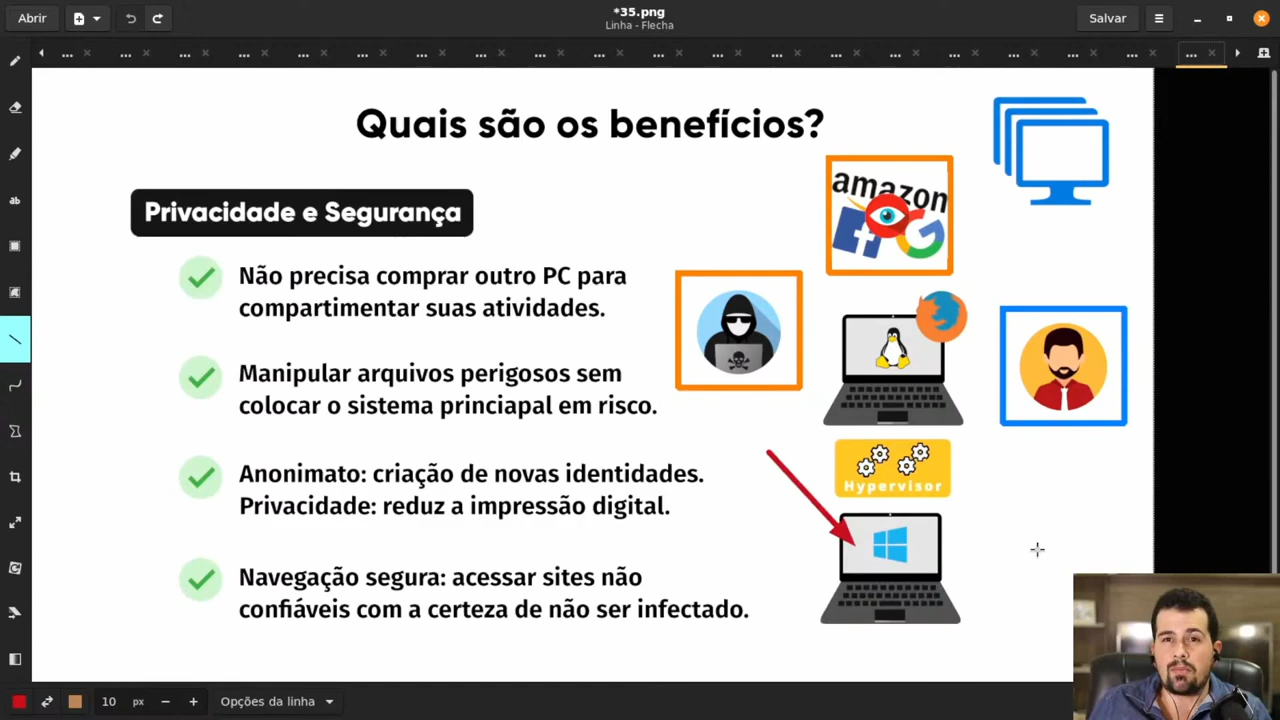 Abrir
*35.png
Linha - Flecha
Salvar
Quais são os benefícios?
Privacidade e Segurança
Não precisa comprar outro PC para
compartimentar suas atividades.
Manipular arquivos perigosos sem
colocar o sistema princiapal em risco.
Anonimato: criação de novas identidades.
Privacidade: reduz a impressão digital.
Navegação segura: acessar sites não
confiáveis com a certeza de não ser infectado.
amazon
Hypervisor
ab
10 px
Opções da linha